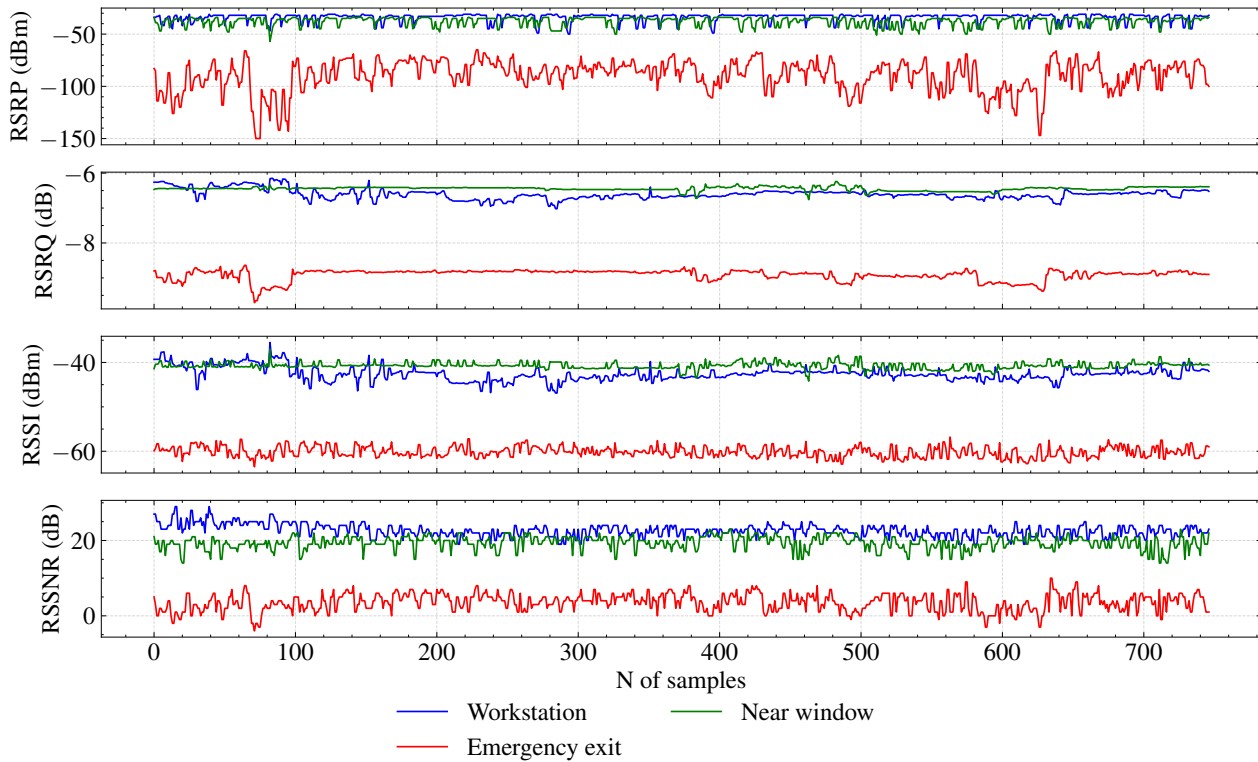 RSRP (dBm)
−50
−100
−150
RSRQ (dB)
−6
−8
RSSI (dBm)
−40
−60
RSSNR (dB)
20
0
0 100 200 300 400 500 600 700
N of samples
Workstation Near window
Emergency exit